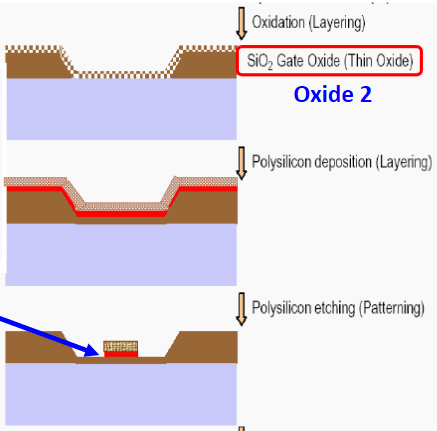 Oxidation (Layering)
SiO₂ Gate Oxide (Thin Oxide)
Oxide 2
Polysilicon deposition (Layering)
Polysilicon etching (Patterning)